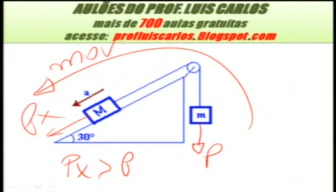 AULÕES DO PROF. LUIS CARLOS
mais de 700 aulas gratuitas
acesse: profluiscarlos.Blogspot.com
mov
a
M
m
Px
30°
P
Px > P